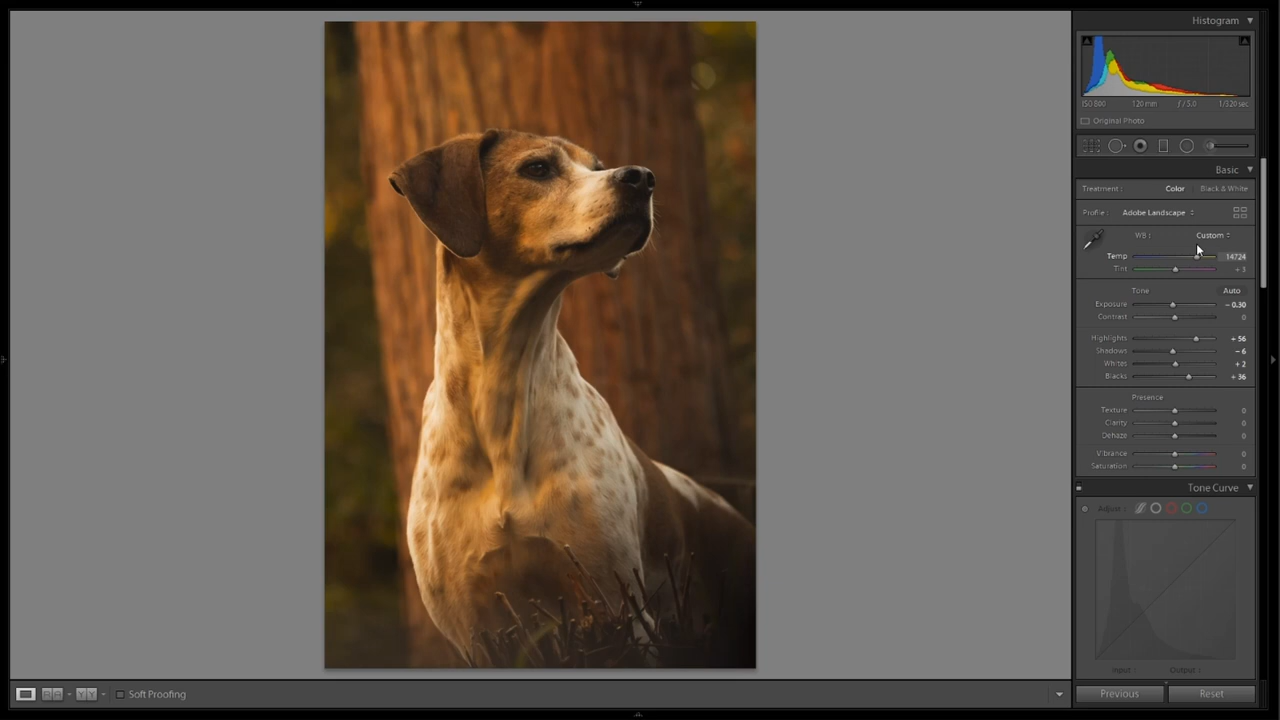 Histogram
ISO 800 120 mm ƒ / 5.0 1/320 sec
Original Photo
Basic
Treatment : Color Black & White
Profile : Adobe Landscape
WB : Custom
Temp 14724
Tint + 3
Tone Auto
Exposure − 0.30
Contrast 0
Highlights + 56
Shadows − 6
Whites + 2
Blacks + 36
Presence
Texture 0
Clarity 0
Dehaze 0
Vibrance 0
Saturation 0
Tone Curve
Adjust :
Input : Output :
Soft Proofing
Previous Reset